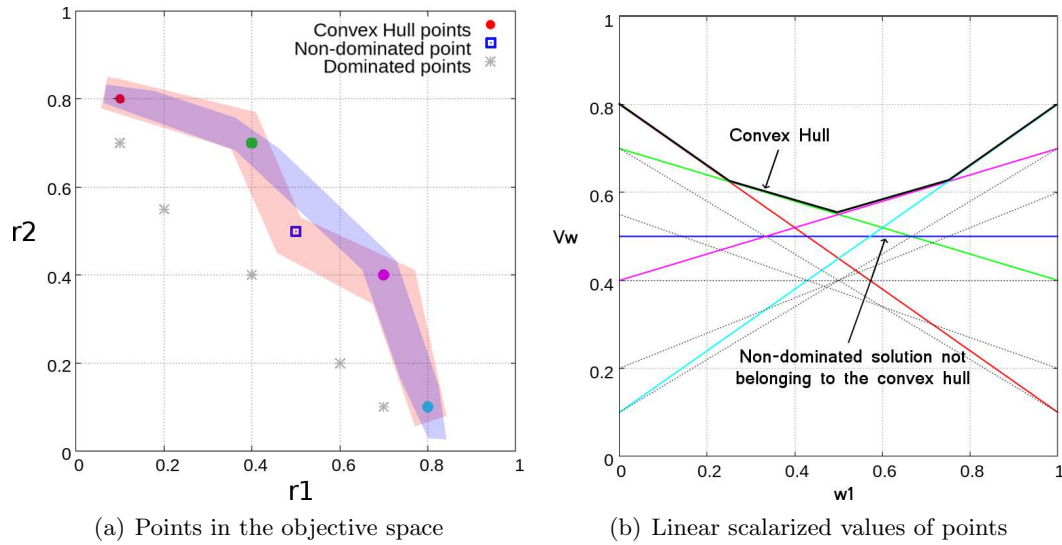 Convex Hull points
Non-dominated point
Dominated points
1
0.8
0.6
0.4
0.2
0
r2
0
0.2
0.4
0.6
0.8
1
r1
(a) Points in the objective space
1
0.8
0.6
0.4
0.2
0
Vw
Convex Hull
Non-dominated solution not
belonging to the convex hull
0
0.2
0.4
0.6
0.8
1
w1
(b) Linear scalarized values of points